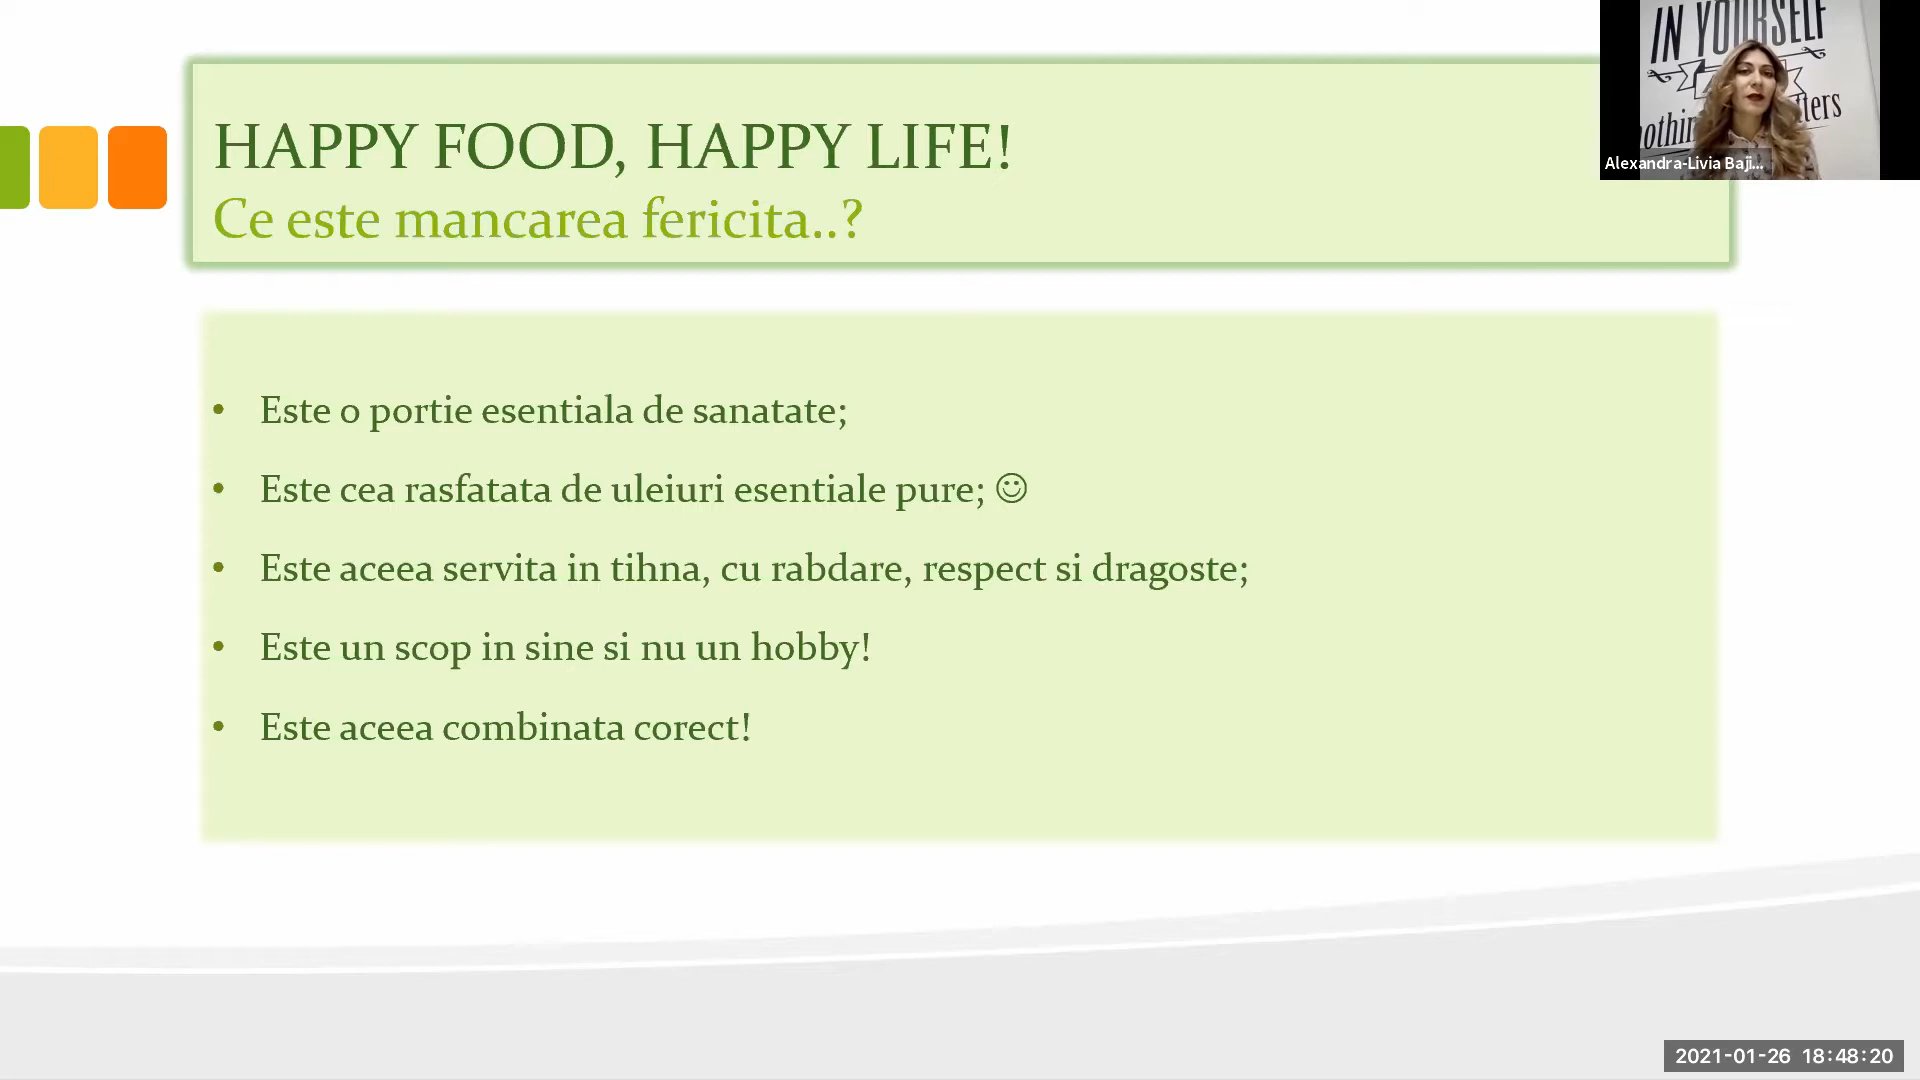 IN YOURSELF
HAPPY FOOD, HAPPY LIFE!
Alexandra-Livia Baji...
Ce este mancarea fericita..?
• Este o portie esentiala de sanatate;
• Este cea rasfatata de uleiuri esentiale pure; ☺
• Este aceea servita in tihna, cu rabdare, respect si dragoste;
• Este un scop in sine si nu un hobby!
• Este aceea combinata corect!
2021-01-26 18:48:20